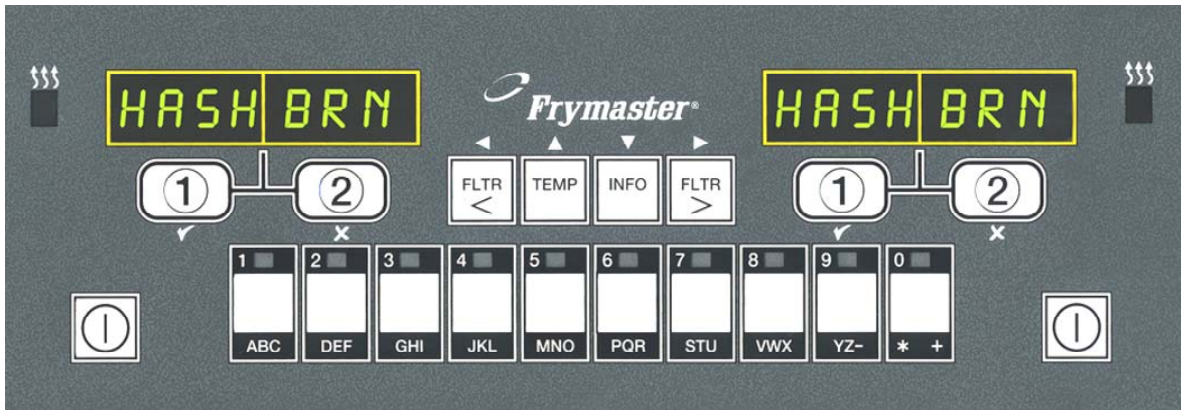 HASH BRN
HASH BRN
Frymaster®
FLTR <
TEMP
INFO
FLTR >
1 2
1 2
1 ABC
2 DEF
3 GHI
4 JKL
5 MNO
6 PQR
7 STU
8 VWX
9 YZ-
0 * +